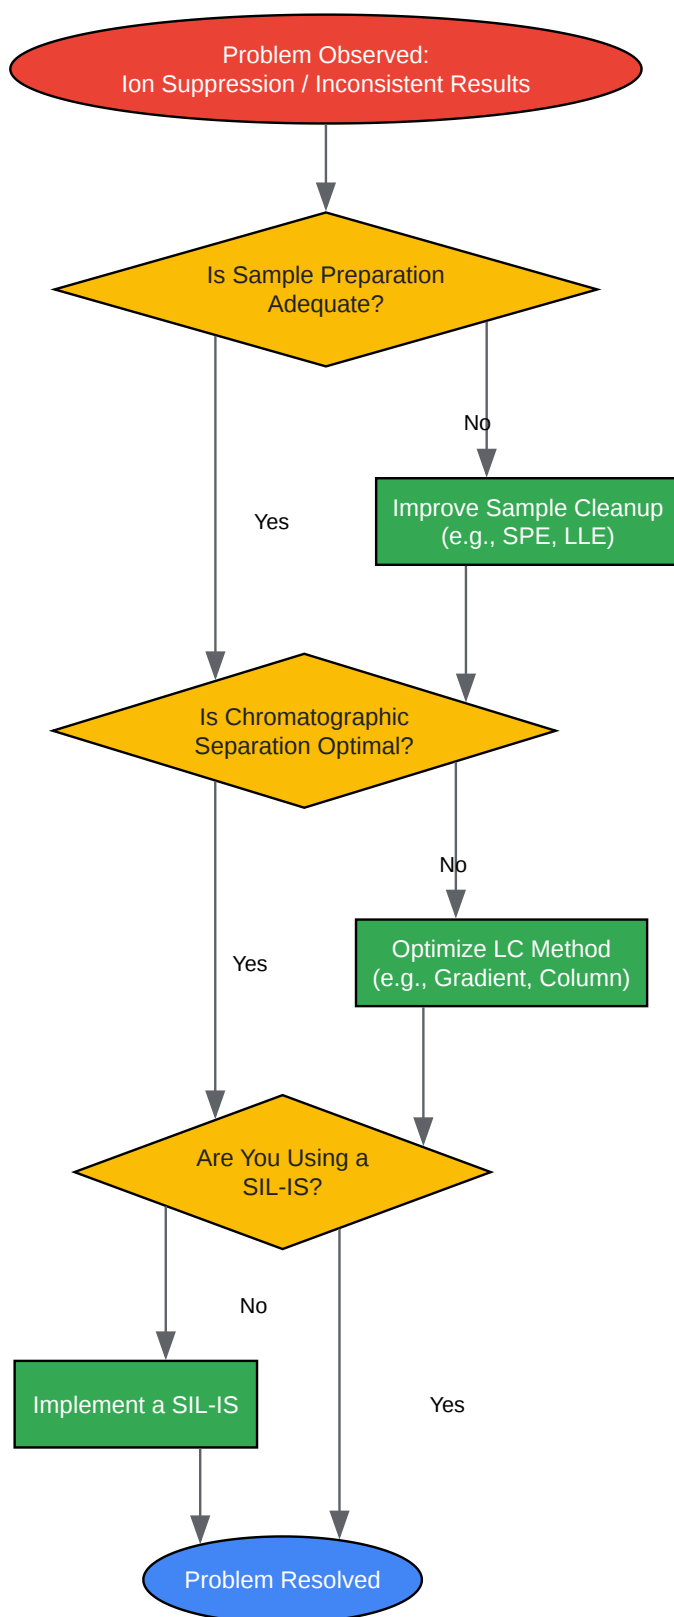 Problem Observed:
Ion Suppression / Inconsistent Results
Is Sample Preparation
Adequate?
No
Improve Sample Cleanup
(e.g., SPE, LLE)
Yes
Is Chromatographic
Separation Optimal?
No
Optimize LC Method
(e.g., Gradient, Column)
Yes
Are You Using a
SIL-IS?
No
Implement a SIL-IS
Yes
Problem Resolved